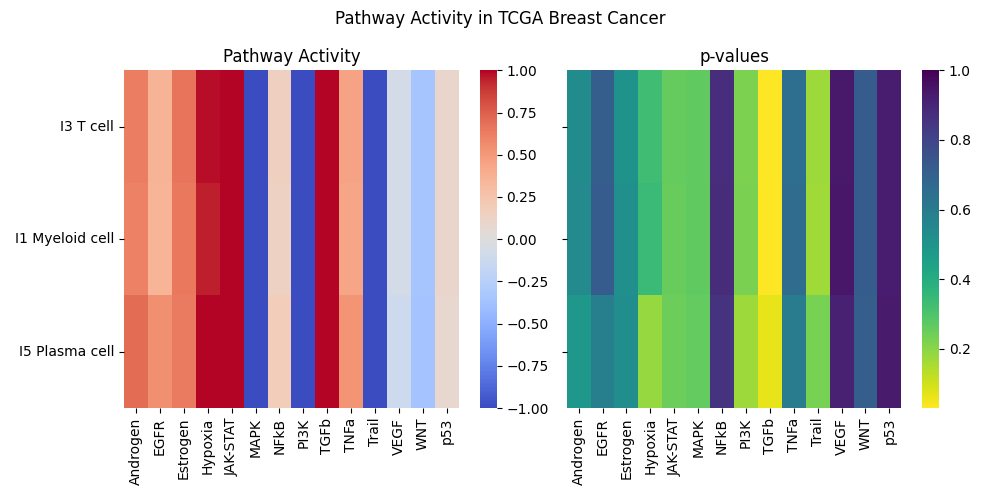 Pathway Activity in TCGA Breast Cancer
Pathway Activity
p-values
I3 T cell
I1 Myeloid cell
I5 Plasma cell
1.00
0.75
0.50
0.25
0.00
−0.25
−0.50
−0.75
−1.00
1.0
0.8
0.6
0.4
0.2
Androgen
EGFR
Estrogen
Hypoxia
JAK-STAT
MAPK
NFkB
PI3K
TGFb
TNFa
Trail
VEGF
WNT
p53
Androgen
EGFR
Estrogen
Hypoxia
JAK-STAT
MAPK
NFkB
PI3K
TGFb
TNFa
Trail
VEGF
WNT
p53